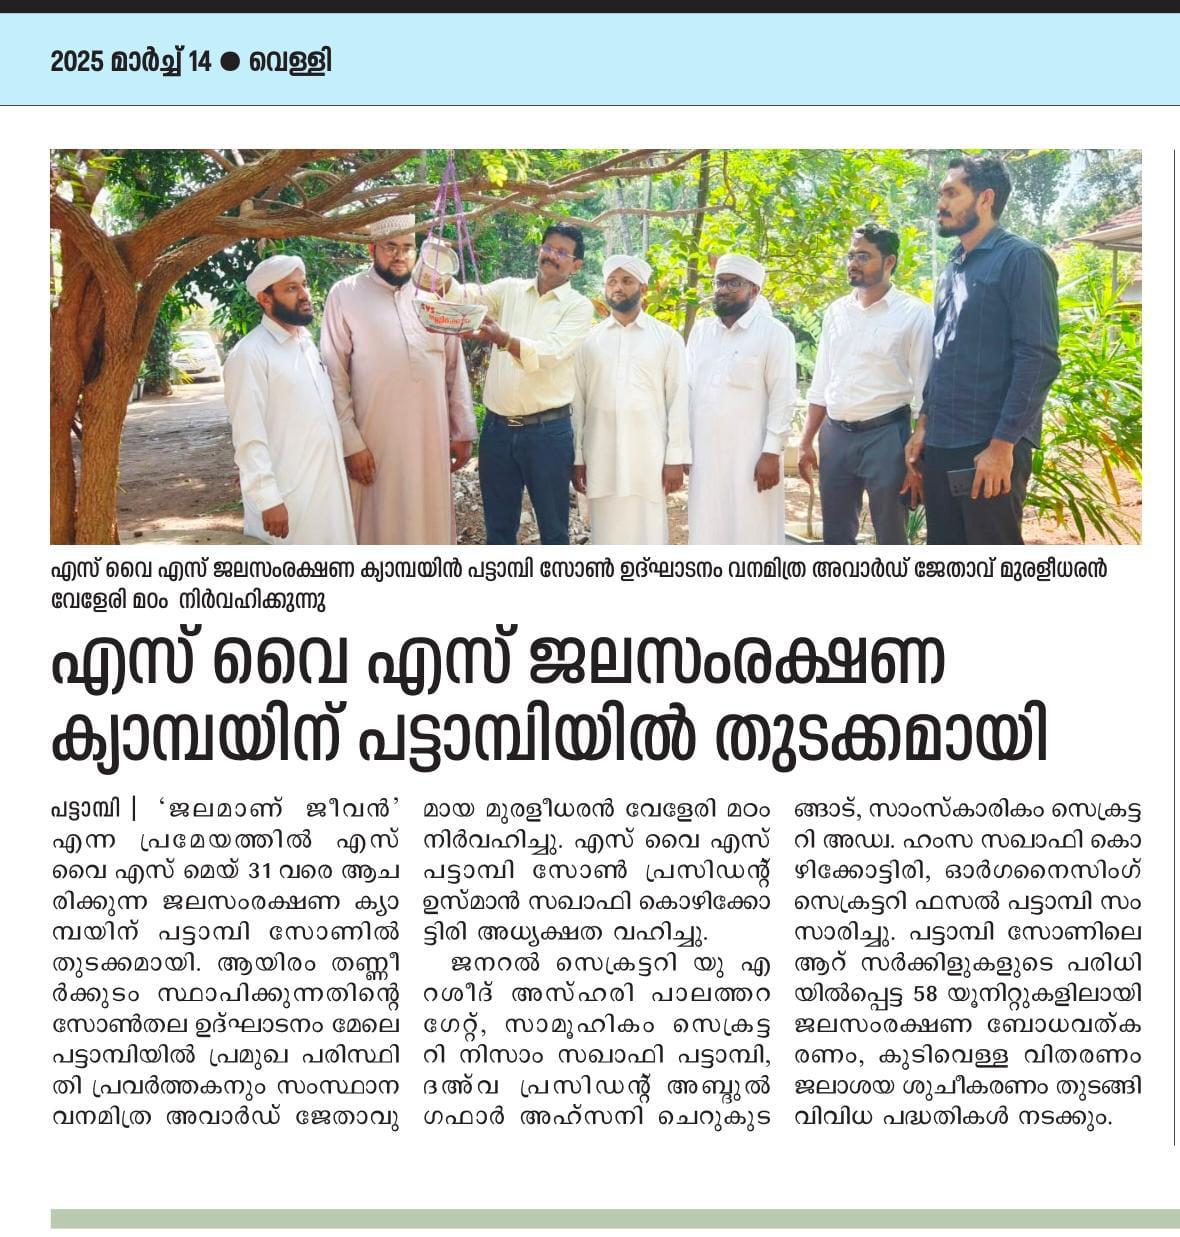 2025 മാർച്ച് 14 ● വെള്ളി
SYS
എസ് വൈ എസ് ജലസംരക്ഷണ ക്യാമ്പയിൻ പട്ടാമ്പി സോൺ ഉദ്ഘാടനം വനമിത്ര അവാർഡ് ജേതാവ് മുരളീധരൻ
വേളേരി മഠം നിർവഹിക്കുന്നു
എസ് വൈ എസ് ജലസംരക്ഷണ
ക്യാമ്പയിന് പട്ടാമ്പിയിൽ തുടക്കമായി
പട്ടാമ്പി | ‘ജലമാണ് ജീവൻ’
എന്ന പ്രമേയത്തിൽ എസ്
വൈ എസ് മെയ് 31 വരെ ആച
രിക്കുന്ന ജലസംരക്ഷണ ക്യാ
മ്പയിന് പട്ടാമ്പി സോണിൽ
തുടക്കമായി. ആയിരം തണ്ണീ
ർക്കുടം സ്ഥാപിക്കുന്നതിന്റെ
സോൺതല ഉദ്ഘാടനം മേലെ
പട്ടാമ്പിയിൽ പ്രമുഖ പരിസ്ഥി
തി പ്രവർത്തകനും സംസ്ഥാന
വനമിത്ര അവാർഡ് ജേതാവു
മായ മുരളീധരൻ വേളേരി മഠം
നിർവഹിച്ചു. എസ് വൈ എസ്
പട്ടാമ്പി സോൺ പ്രസിഡന്റ്
ഉസ്മാൻ സഖാഫി കൊഴിക്കോ
ട്ടിരി അധ്യക്ഷത വഹിച്ചു.
ജനറൽ സെക്രട്ടറി യു എ
റശീദ് അസ്ഹരി പാലത്തറ
ഗേറ്റ്, സാമൂഹികം സെക്രട്ട
റി നിസാം സഖാഫി പട്ടാമ്പി,
ദഅ്വ പ്രസിഡന്റ് അബ്ദുൽ
ഗഫാർ അഹ്സനി ചെറുകുട
ങ്ങാട്, സാംസ്കാരികം സെക്രട്ട
റി അഡ്വ. ഹംസ സഖാഫി കൊ
ഴിക്കോട്ടിരി, ഓർഗനൈസിംഗ്
സെക്രട്ടറി ഫസൽ പട്ടാമ്പി സം
സാരിച്ചു. പട്ടാമ്പി സോണിലെ
ആറ് സർക്കിളുകളുടെ പരിധി
യിൽപ്പെട്ട 58 യൂനിറ്റുകളിലായി
ജലസംരക്ഷണ ബോധവത്ക
രണം, കുടിവെള്ള വിതരണം
ജലാശയ ശുചീകരണം തുടങ്ങി
വിവിധ പദ്ധതികൾ നടക്കും.